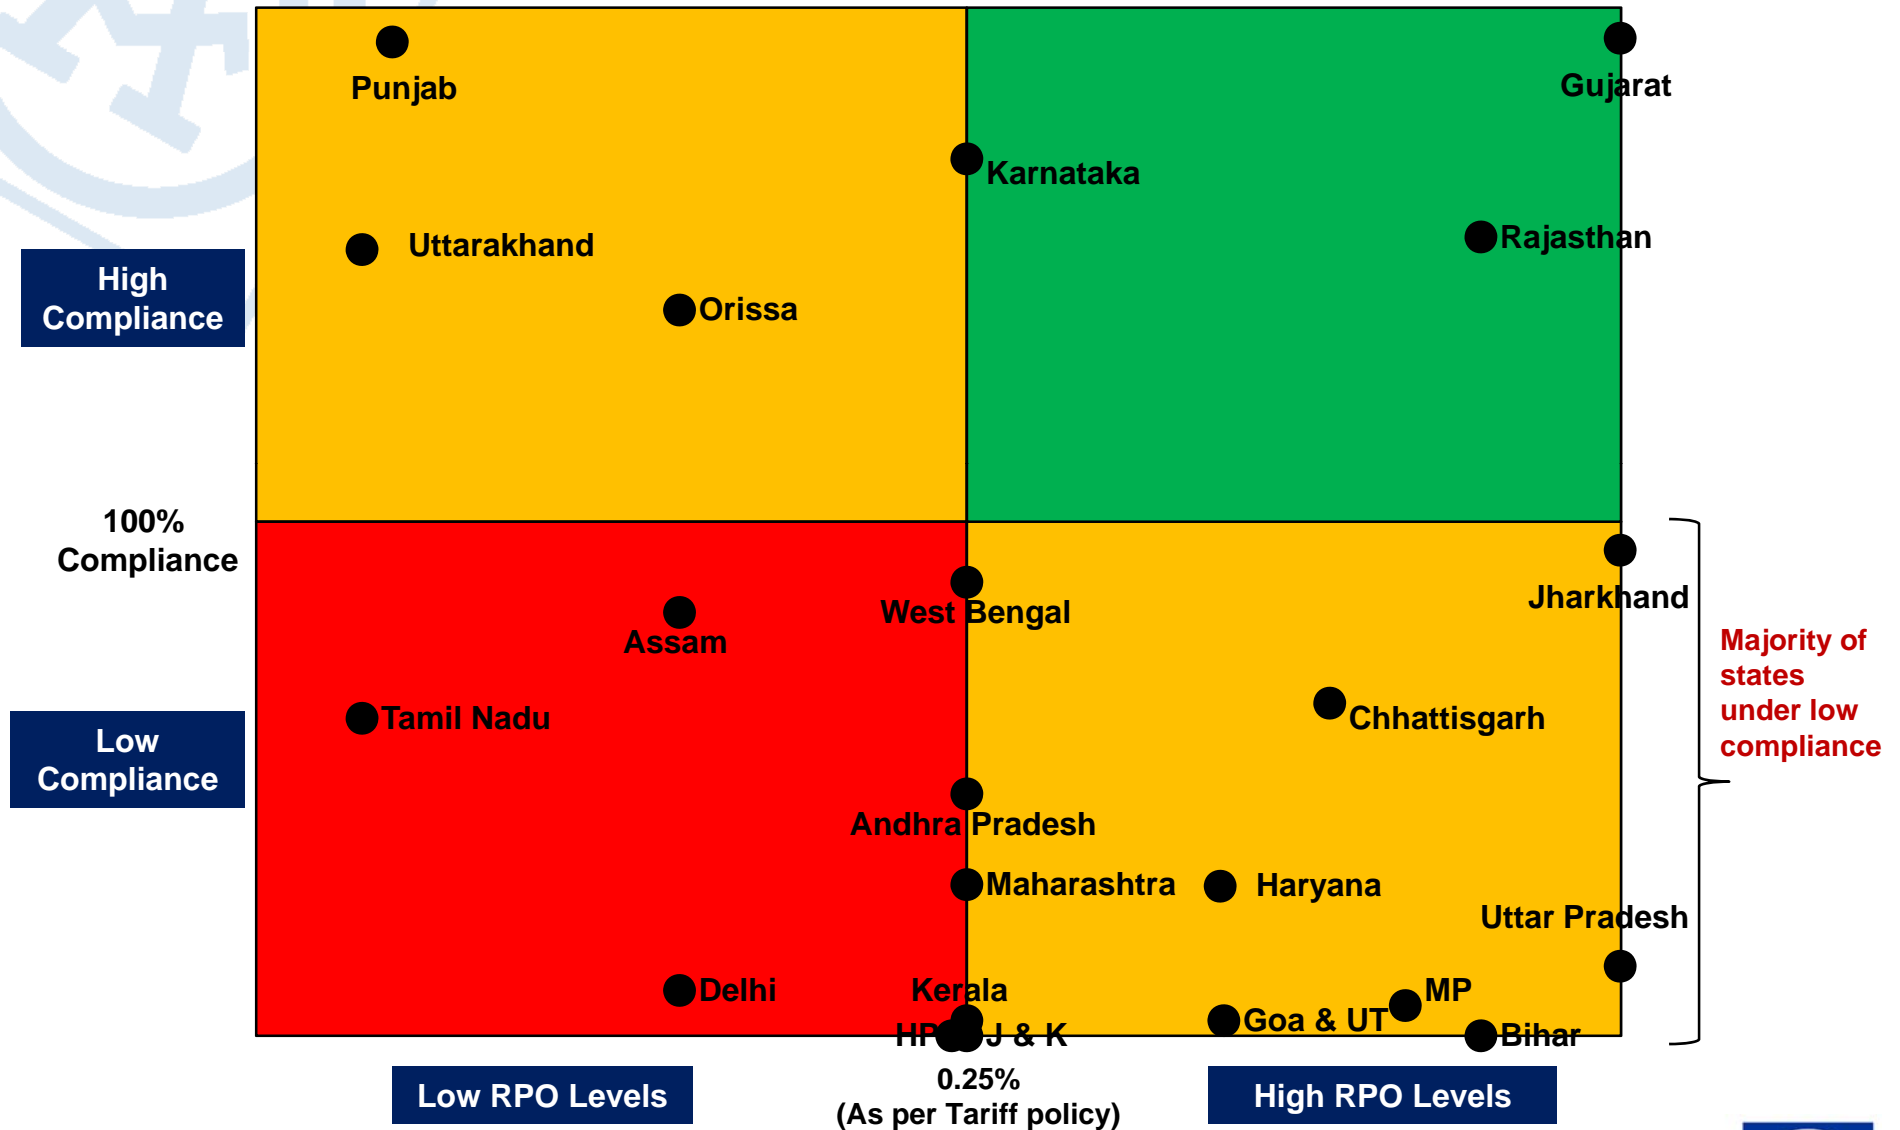 Punjab
Gujarat
Karnataka
Uttarakhand
Rajasthan
High
Compliance
Orissa
100%
Compliance
Jharkhand
West Bengal
Assam
Majority of
states
under low
compliance
Tamil Nadu
Chhattisgarh
Low
Compliance
Andhra Pradesh
Maharashtra
Haryana
Uttar Pradesh
Delhi
Kerala
MP
Goa & UT
HP
J & K
Bihar
Low RPO Levels
0.25%
(As per Tariff policy)
High RPO Levels